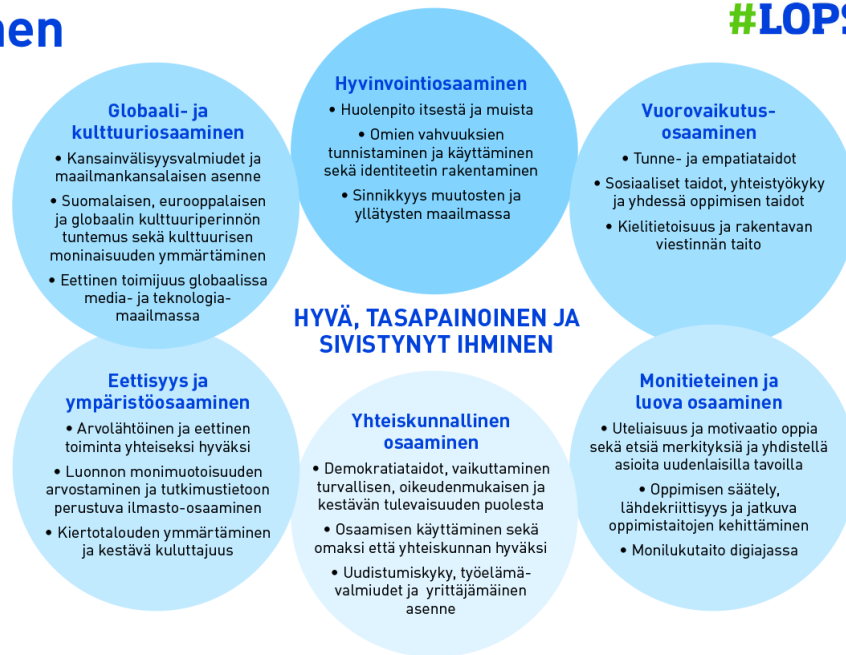 nen
#LOPS
Hyvinvointiosaaminen
• Huolenpito itsestä ja muista
• Omien vahvuuksien
tunnistaminen ja käyttäminen
sekä identiteetin rakentaminen
• Sinnikkyys muutosten ja
yllätysten maailmassa
Globaali- ja
kulttuuriosaaminen
• Kansainvälisyysvalmiudet ja
maailmankansalaisen asenne
• Suomalaisen, eurooppalaisen
ja globaalin kulttuuriperinnön
tuntemus sekä kulttuurisen
moninaisuuden ymmärtäminen
• Eettinen toimijuus globaalissa
media- ja teknologia-
maailmassa
Vuorovaikutus-
osaaminen
• Tunne- ja empatiataidot
• Sosiaaliset taidot, yhteistyökyky
ja yhdessä oppimisen taidot
• Kielitietoisuus ja rakentavan
viestinnän taito
HYVÄ, TASAPAINOINEN JA
SIVISTYNYT IHMINEN
Eettisyys ja
ympäristöosaaminen
• Arvolähtöinen ja eettinen
toiminta yhteiseksi hyväksi
• Luonnon monimuotoisuuden
arvostaminen ja tutkimustietoon
perustuva ilmasto-osaaminen
• Kiertotalouden ymmärtäminen
ja kestävä kuluttajuus
Yhteiskunnallinen
osaaminen
• Demokratiataidot, vaikuttaminen
turvallisen, oikeudenmukaisen ja
kestävän tulevaisuuden puolesta
• Osaamisen käyttäminen sekä
omaksi että yhteiskunnan hyväksi
• Uudistumiskyky, työelämä-
valmiudet ja yrittäjämäinen
asenne
Monitieteinen ja
luova osaaminen
• Uteliaisuus ja motivaatio oppia
sekä etsiä merkityksiä ja yhdistellä
asioita uudenlaisilla tavoilla
• Oppimisen säätely,
lähdekriittisyys ja jatkuva
oppimistaitojen kehittäminen
• Monilukutaito digiajassa